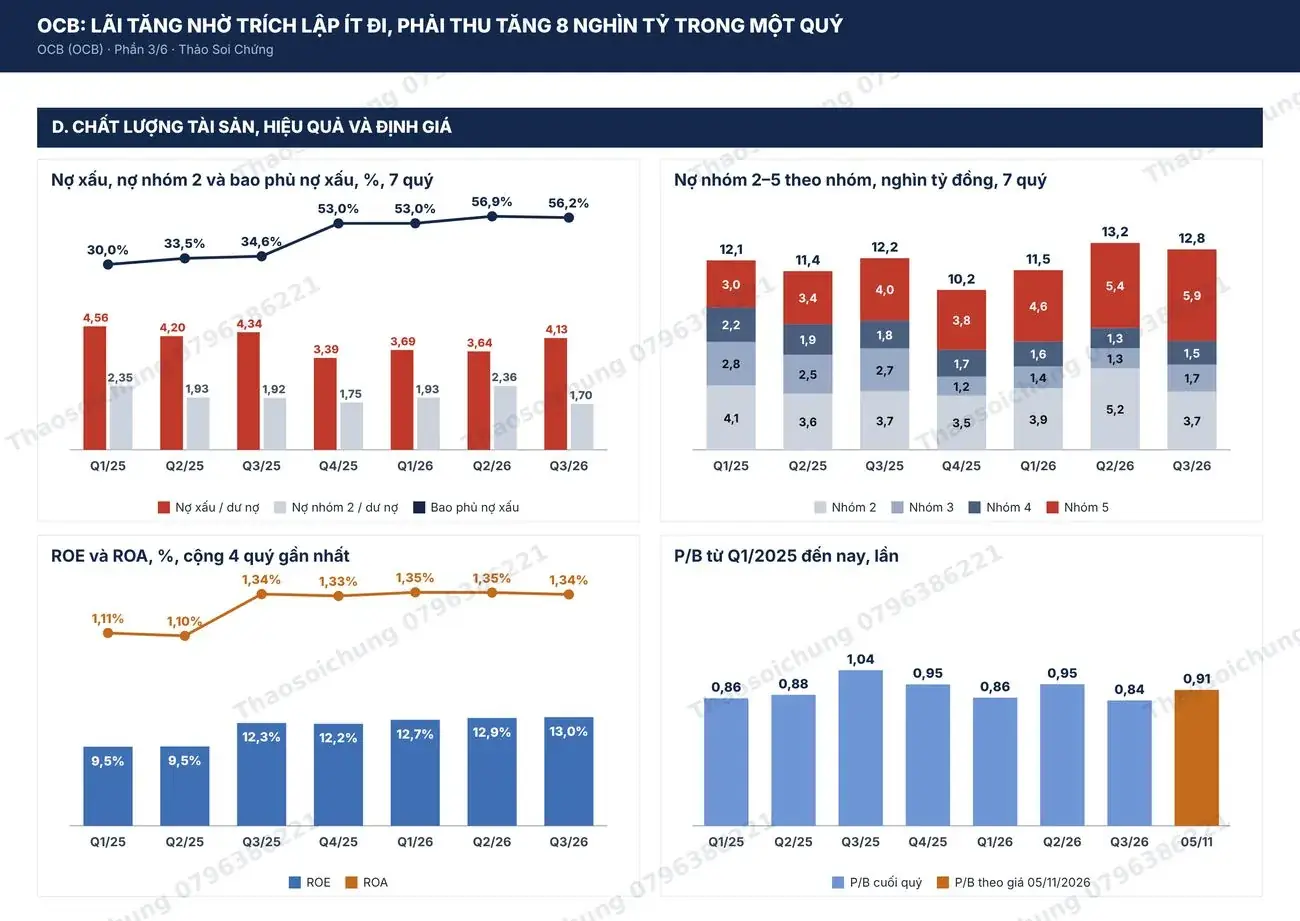 OCB: LÃI TĂNG NHỜ TRÍCH LẬP ÍT ĐI, PHẢI THU TĂNG 8 NGHÌN TỶ TRONG MỘT QUÝ
OCB (OCB) · Phần 3/6 · Thảo Soi Chứng
D. CHẤT LƯỢNG TÀI SẢN, HIỆU QUẢ VÀ ĐỊNH GIÁ
Nợ xấu, nợ nhóm 2 và bao phủ nợ xấu, %, 7 quý
30,0% 33,5% 34,6% 53,0% 53,0% 56,9% 56,2%
4,56 4,20 4,34 3,39 3,69 3,64 4,13
2,35 1,93 1,92 1,75 1,93 2,36 1,70
Q1/25 Q2/25 Q3/25 Q4/25 Q1/26 Q2/26 Q3/26
Nợ xấu / dư nợ Nợ nhóm 2 / dư nợ Bao phủ nợ xấu
Nợ nhóm 2–5 theo nhóm, nghìn tỷ đồng, 7 quý
12,1 11,4 12,2 10,2 11,5 13,2 12,8
3,0 3,4 4,0 3,8 4,6 5,4 5,9
2,2 1,9 1,8 1,7 1,6 1,3 1,5
2,8 2,5 2,7 1,2 1,4 1,3 1,7
4,1 3,6 3,7 3,5 3,9 5,2 3,7
Q1/25 Q2/25 Q3/25 Q4/25 Q1/26 Q2/26 Q3/26
Nhóm 2 Nhóm 3 Nhóm 4 Nhóm 5
ROE và ROA, %, cộng 4 quý gần nhất
1,11% 1,10% 1,34% 1,33% 1,35% 1,35% 1,34%
9,5% 9,5% 12,3% 12,2% 12,7% 12,9% 13,0%
Q1/25 Q2/25 Q3/25 Q4/25 Q1/26 Q2/26 Q3/26
ROE ROA
P/B từ Q1/2025 đến nay, lần
0,86 0,88 1,04 0,95 0,86 0,95 0,84 0,91
Q1/25 Q2/25 Q3/25 Q4/25 Q1/26 Q2/26 Q3/26 05/11
P/B cuối quý P/B theo giá 05/11/2026
Thaosoichung 0796386221